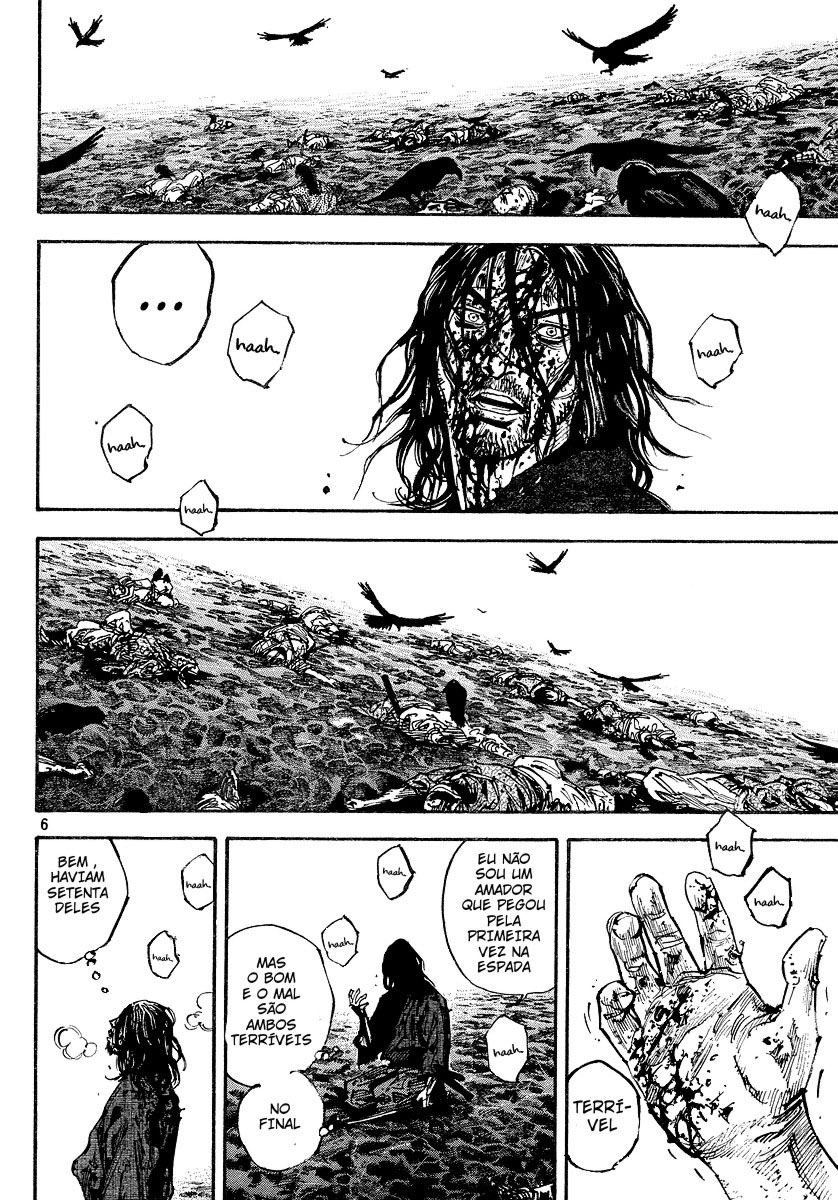 haah.
haah.
...
haah.
haah.
haah.
6
haah.
haah.
TERRÍ-
VEL
EU NÃO
SOU UM
AMADOR
QUE PEGOU
PELA
PRIMEIRA
VEZ NA
ESPADA
haah.
haah.
haah.
MAS
O BOM
E O MAL
SÃO
AMBOS
TERRÍVEIS
NO
FINAL
haah.
haah.
BEM ,
HAVIAM
SETENTA
DELES